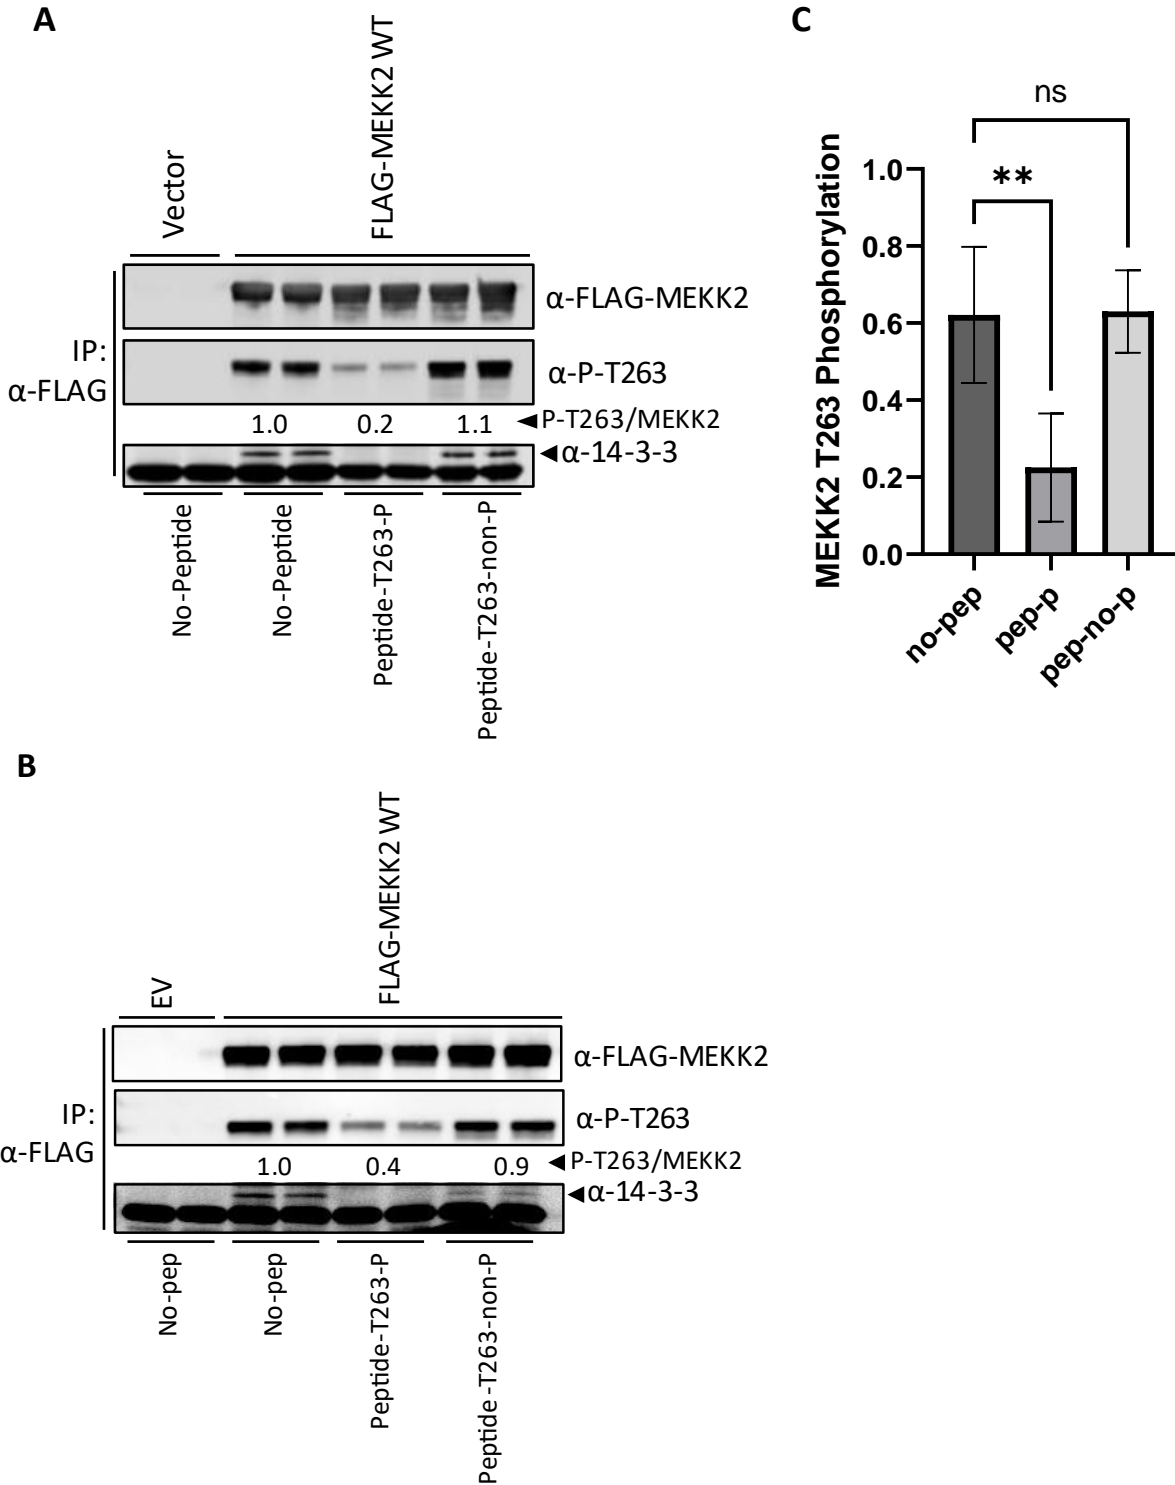 A
Vector
FLAG-MEKK2 WT
IP:
α-FLAG
α-FLAG-MEKK2
α-P-T263
1.0 0.2 1.1 ◄P-T263/MEKK2
◄α-14-3-3
No-Peptide
No-Peptide
Peptide-T263-P
Peptide-T263-non-P
C
ns
**
MEKK2 T263 Phosphorylation
1.0
0.8
0.6
0.4
0.2
0.0
no-pep
pep-p
pep-no-p
B
EV
FLAG-MEKK2 WT
IP:
α-FLAG
α-FLAG-MEKK2
α-P-T263
1.0 0.4 0.9 ◄P-T263/MEKK2
◄α-14-3-3
No-pep
No-pep
Peptide-T263-P
Peptide-T263-non-P